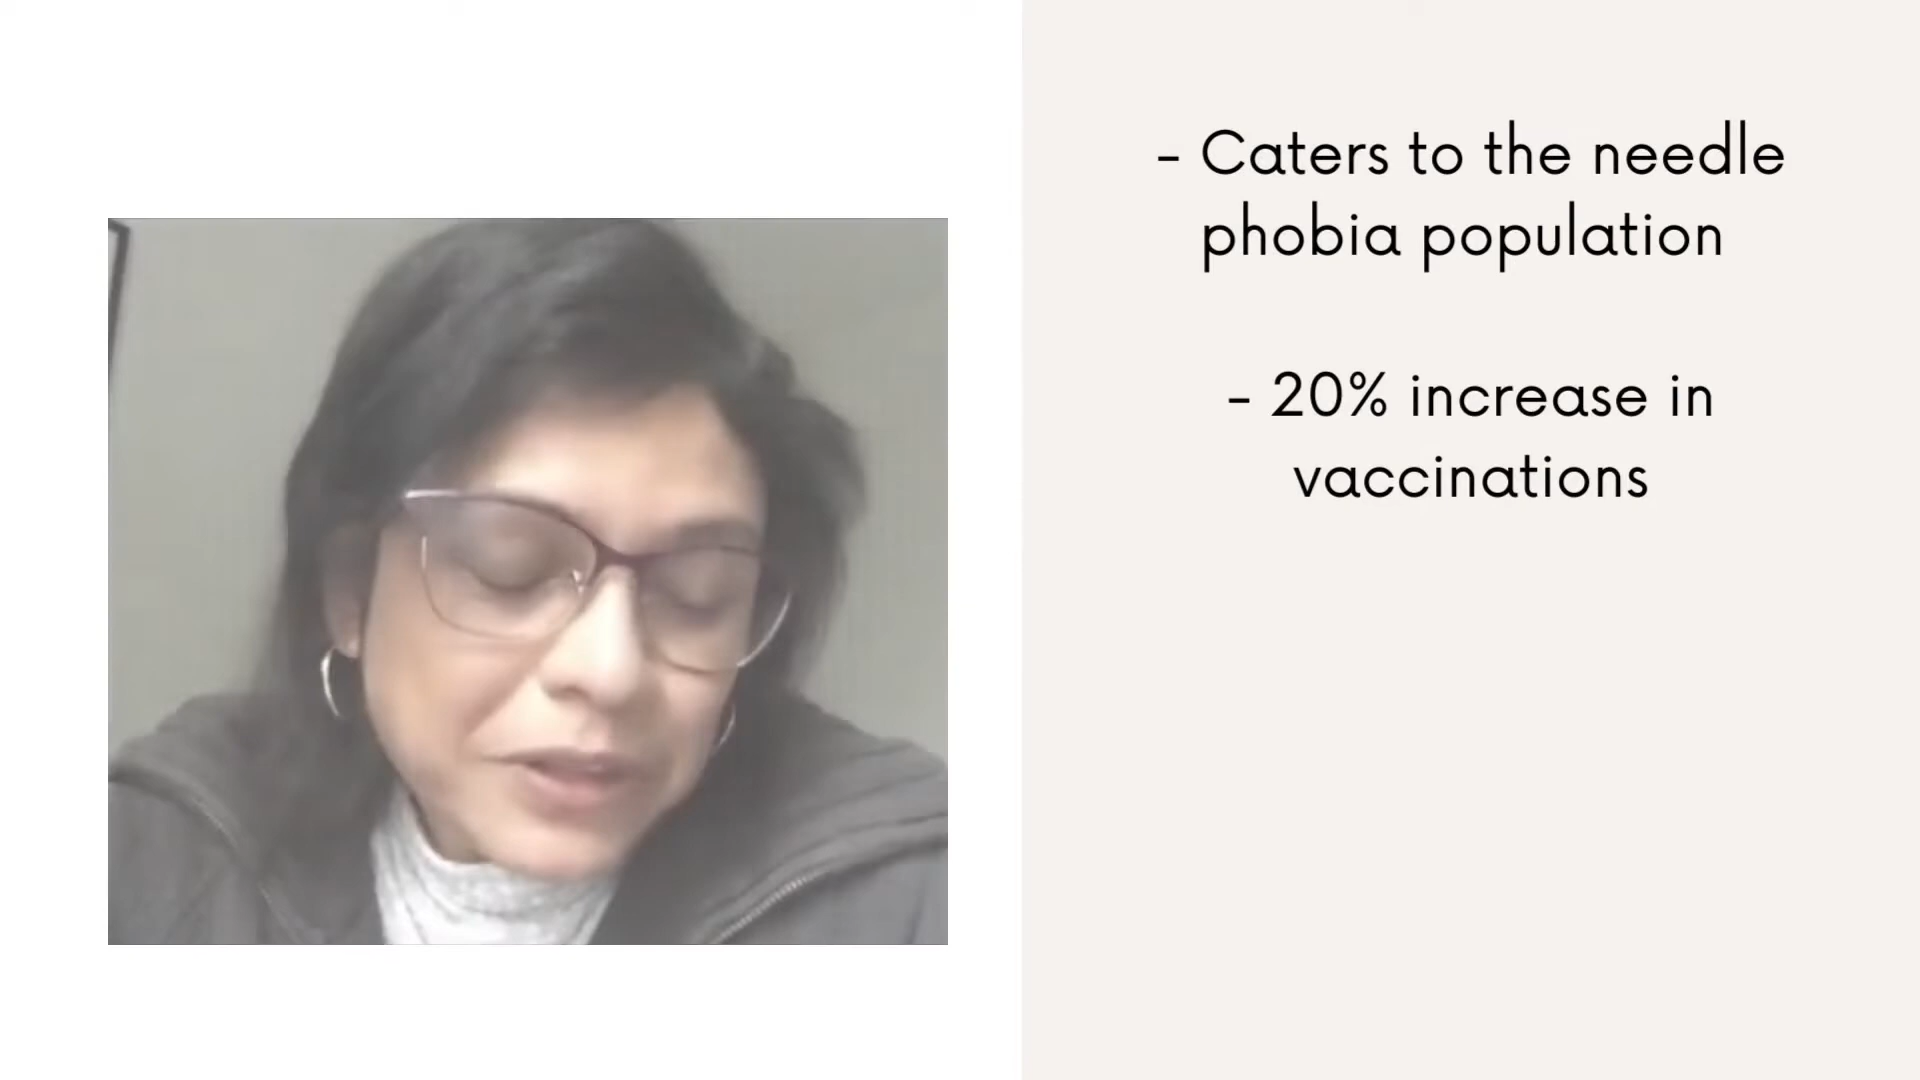 - Caters to the needle
phobia population
- 20% increase in
vaccinations